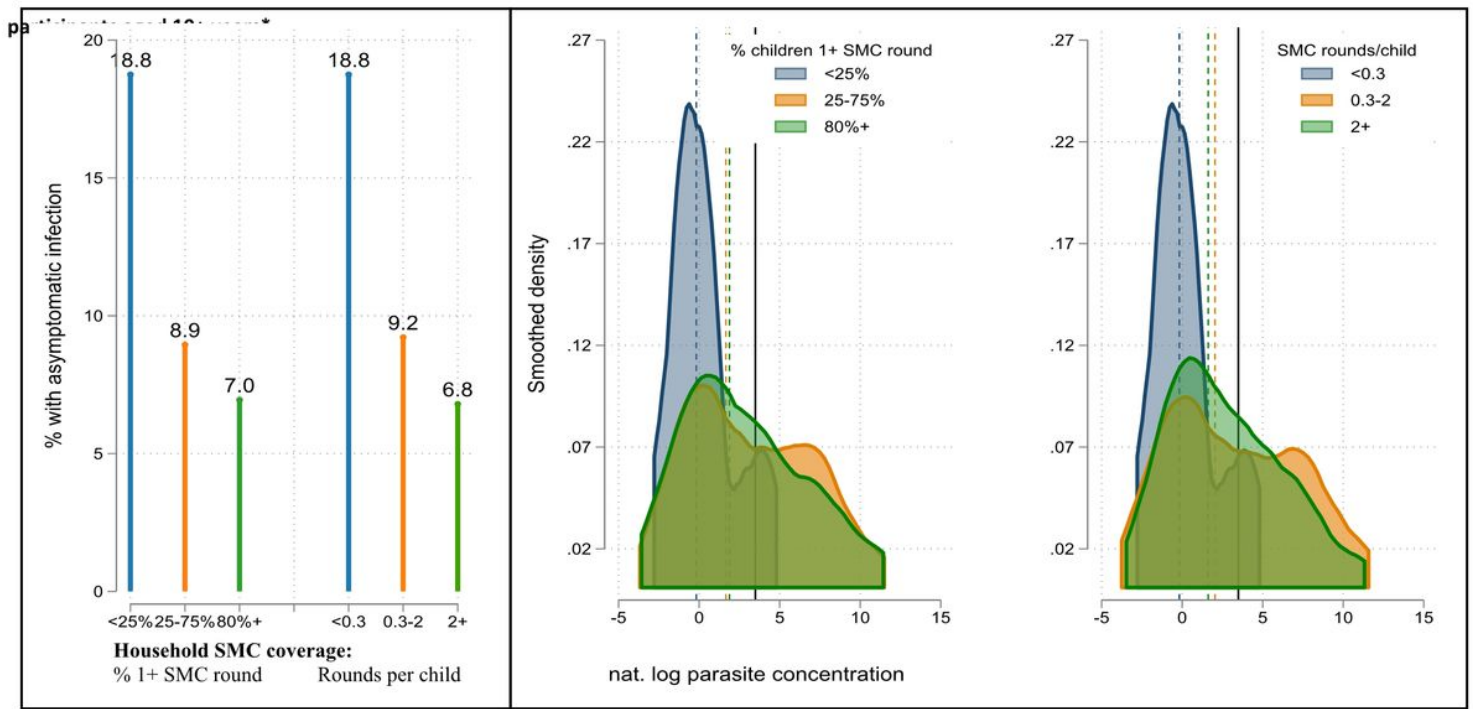 pa
20
18.8
18.8
15
10
9.2
8.9
7.0
6.8
5
0
% with asymptomatic infection
<25% 25-75% 80%+ <0.3 0.3-2 2+
Household SMC coverage:
% 1+ SMC round Rounds per child
.27
.22
.17
.12
.07
.02
Smoothed density
% children 1+ SMC round
<25%
25-75%
80%+
-5 0 5 10 15
nat. log parasite concentration
.27
.22
.17
.12
.07
.02
SMC rounds/child
<0.3
0.3-2
2+
-5 0 5 10 15